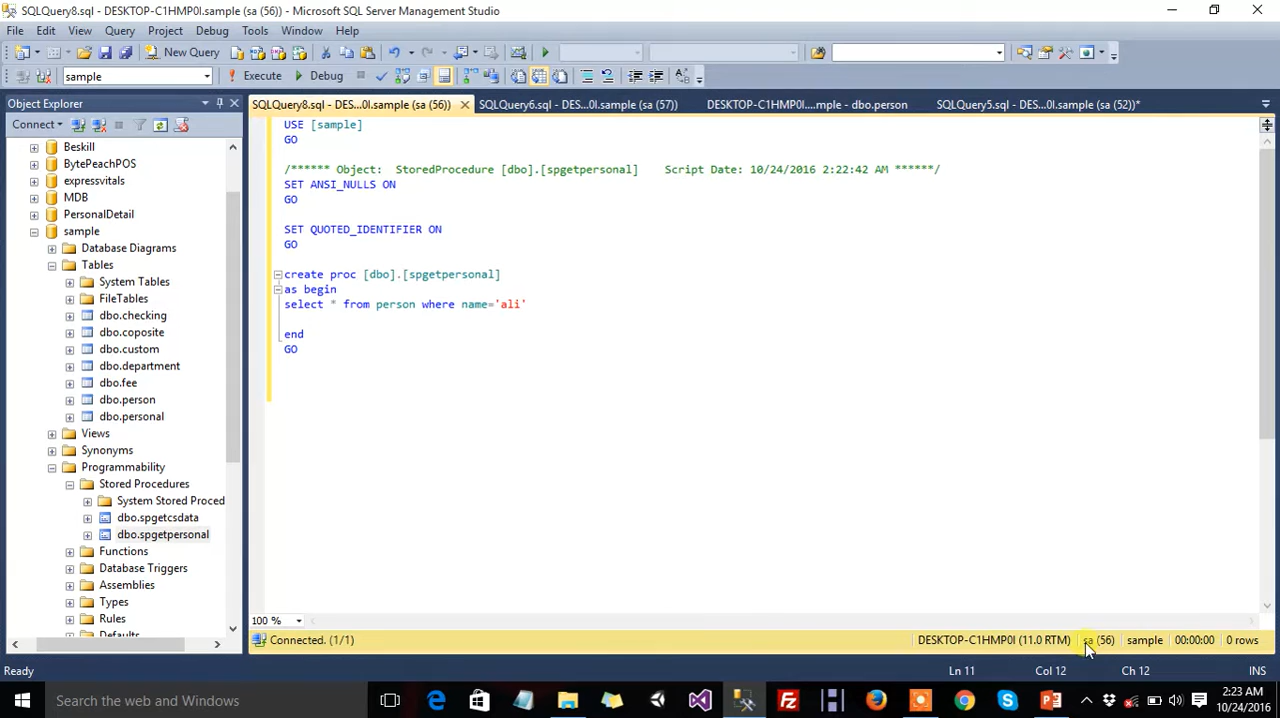 SQLQuery8.sql - DESKTOP-C1HMP0I.sample (sa (56)) - Microsoft SQL Server Management Studio
File Edit View Query Project Debug Tools Window Help
New Query
sample Execute Debug
Object Explorer
SQLQuery8.sql - DES...0I.sample (sa (56)) SQLQuery6.sql - DES...0I.sample (sa (57)) DESKTOP-C1HMP0I....mple - dbo.person SQLQuery5.sql - DES...0I.sample (sa (52))*
Connect
Beskill
BytePeachPOS
expressvitals
MDB
PersonalDetail
sample
Database Diagrams
Tables
System Tables
FileTables
dbo.checking
dbo.coposite
dbo.custom
dbo.department
dbo.fee
dbo.person
dbo.personal
Views
Synonyms
Programmability
Stored Procedures
System Stored Proced
dbo.spgetcsdata
dbo.spgetpersonal
Functions
Database Triggers
Assemblies
Types
Rules
Defaults
USE [sample]
GO
/****** Object:  StoredProcedure [dbo].[spgetpersonal]    Script Date: 10/24/2016 2:22:42 AM ******/
SET ANSI_NULLS ON
GO
SET QUOTED_IDENTIFIER ON
GO
create proc [dbo].[spgetpersonal]
as begin
select * from person where name='ali'
end
GO
100 %
Connected. (1/1) DESKTOP-C1HMP0I (11.0 RTM) sa (56) sample 00:00:00 0 rows
Ready Ln 11 Col 12 Ch 12 INS
Search the web and Windows
2:23 AM
10/24/2016